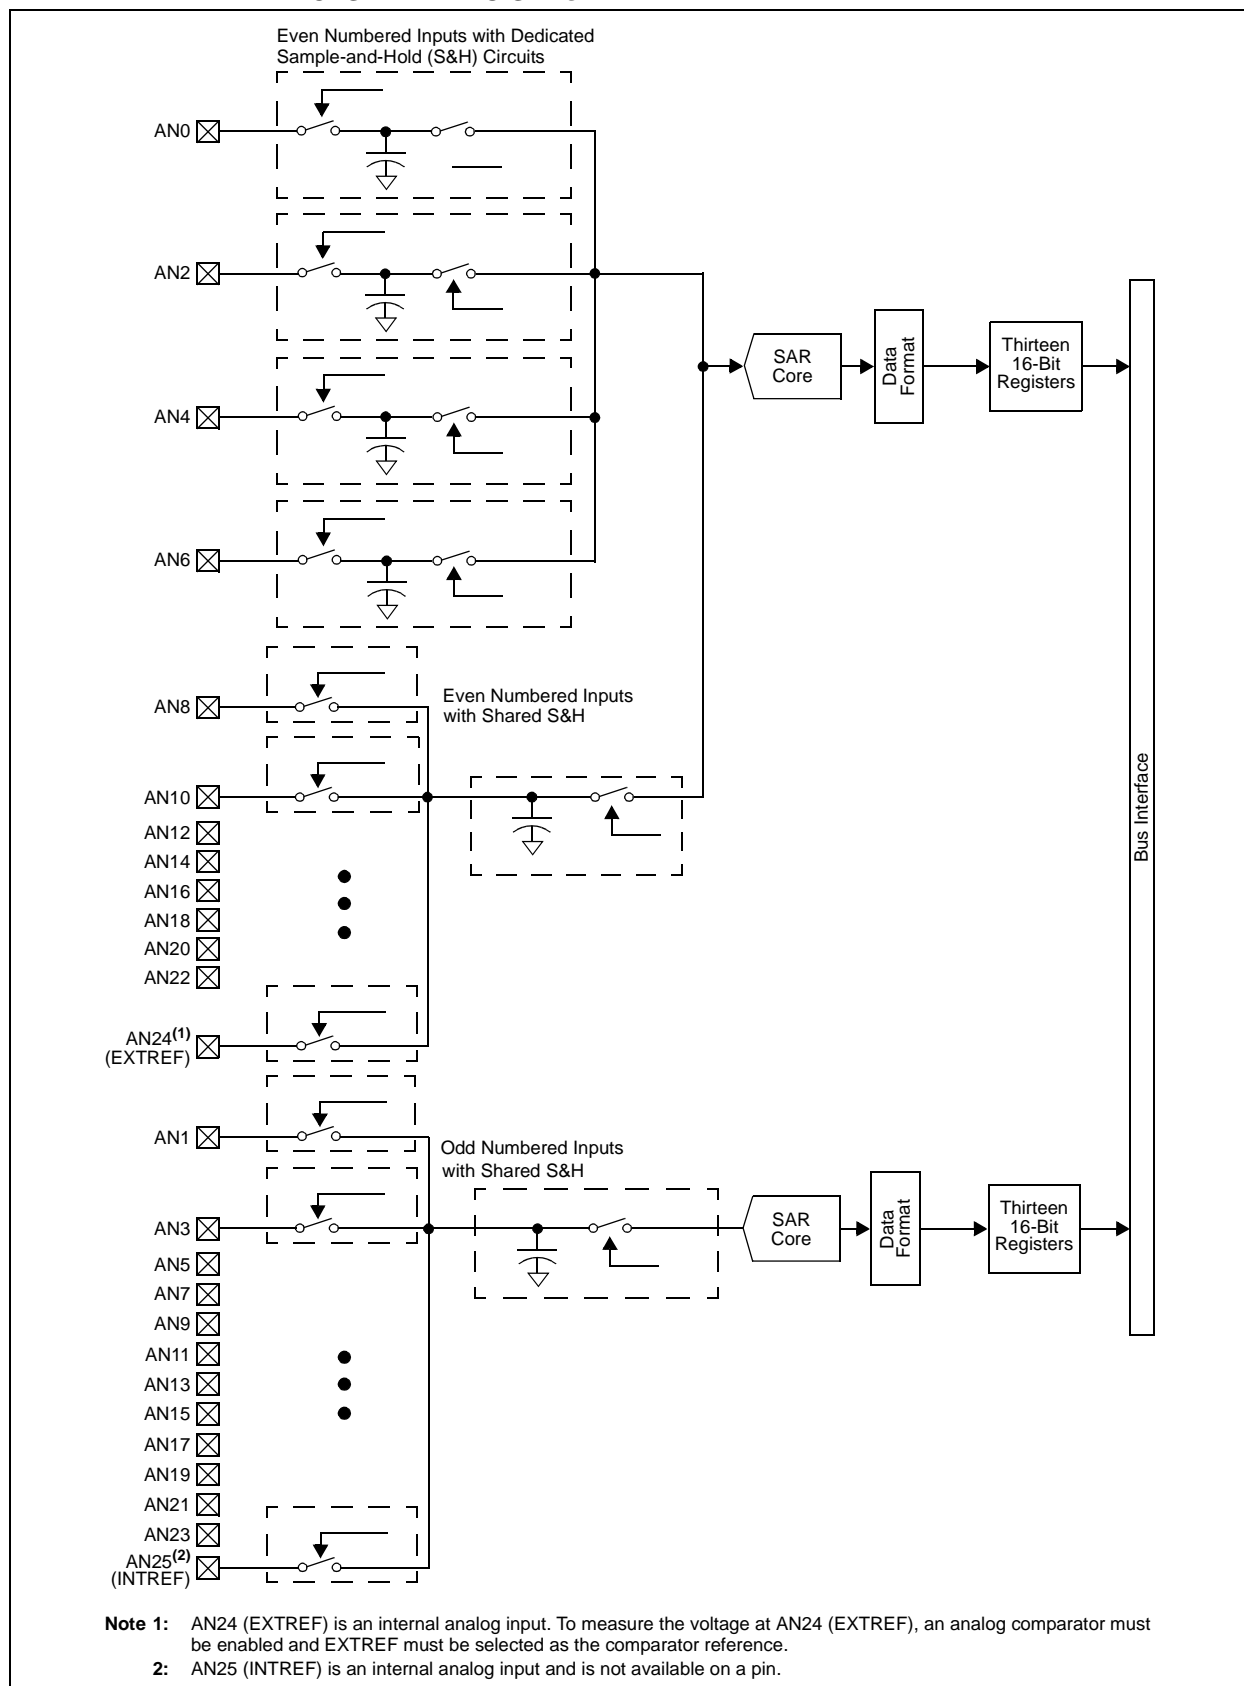 Even Numbered Inputs with Dedicated
Sample-and-Hold (S&H) Circuits
AN0
AN2
AN4
AN6
SAR
Core
Data
Format
Thirteen
16-Bit
Registers
Bus Interface
AN8
Even Numbered Inputs
with Shared S&H
AN10
AN12
AN14
AN16
AN18
AN20
AN22
AN24(1)
(EXTREF)
AN1
Odd Numbered Inputs
with Shared S&H
AN3
SAR
Core
Data
Format
Thirteen
16-Bit
Registers
AN5
AN7
AN9
AN11
AN13
AN15
AN17
AN19
AN21
AN23
AN25(2)
(INTREF)
Note 1: AN24 (EXTREF) is an internal analog input. To measure the voltage at AN24 (EXTREF), an analog comparator must
be enabled and EXTREF must be selected as the comparator reference.
2: AN25 (INTREF) is an internal analog input and is not available on a pin.